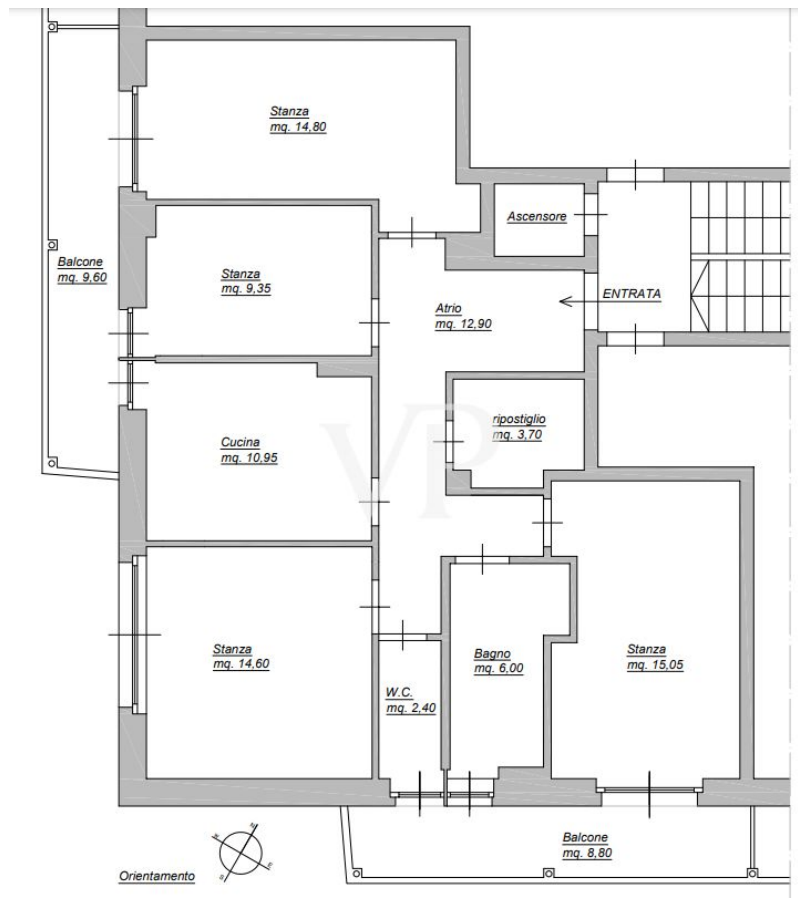 Stanza
mq. 14,80
Ascensore
Balcone
mq. 9,60
Stanza
mq. 9,35
ENTRATA
Atrio
mq. 12,90
ripostiglio
mq. 3,70
Cucina
mq. 10,95
VP
Stanza
mq. 14,60
Bagno
mq. 6,00
Stanza
mq. 15,05
W.C.
mq. 2,40
Balcone
mq. 8,80
Orientamento